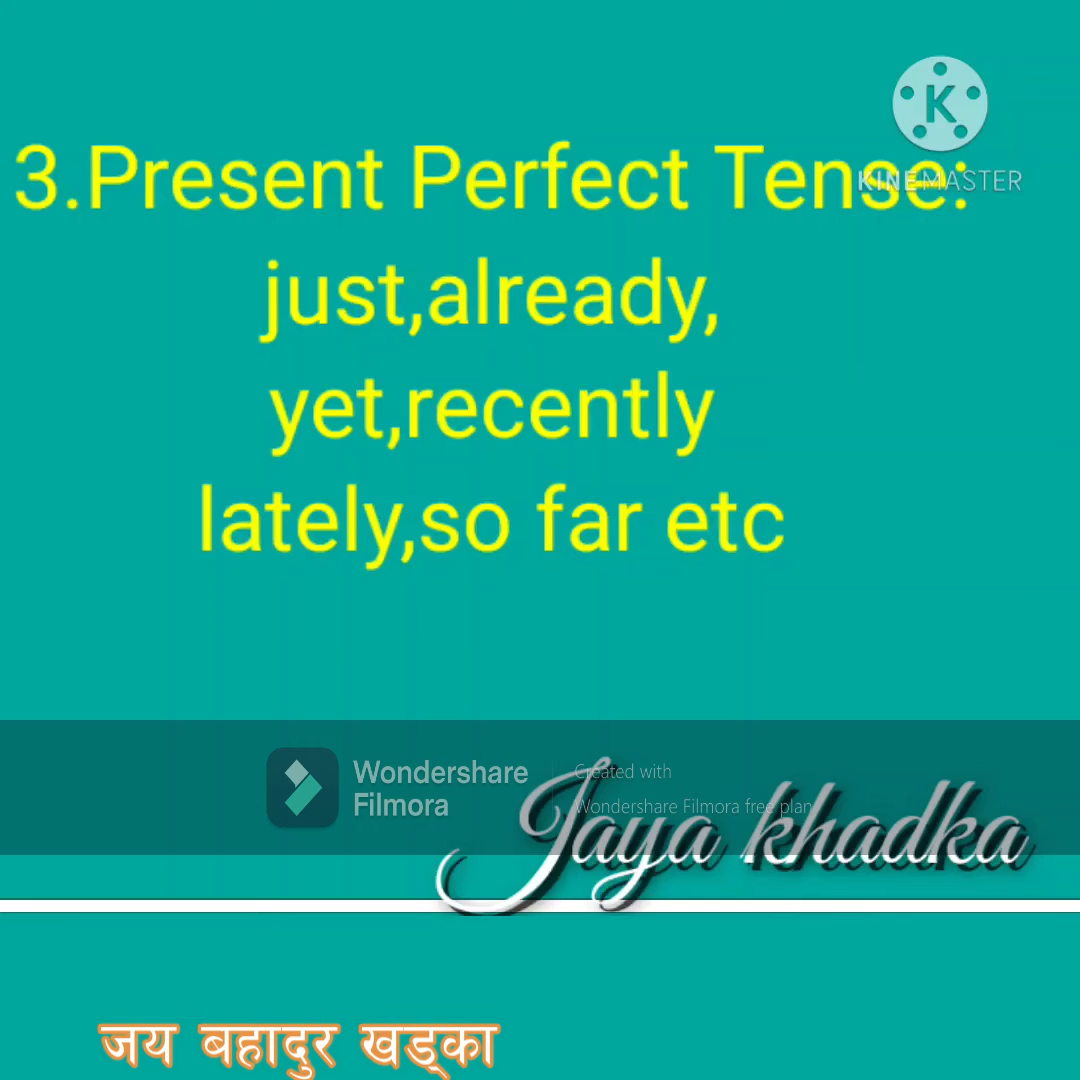 KINEMASTER
3.Present Perfect Tense:
just,already,
yet,recently
lately,so far etc
Wondershare
Filmora
Created with
Wondershare Filmora free plan
Jaya khadka
जय बहादुर खड्का